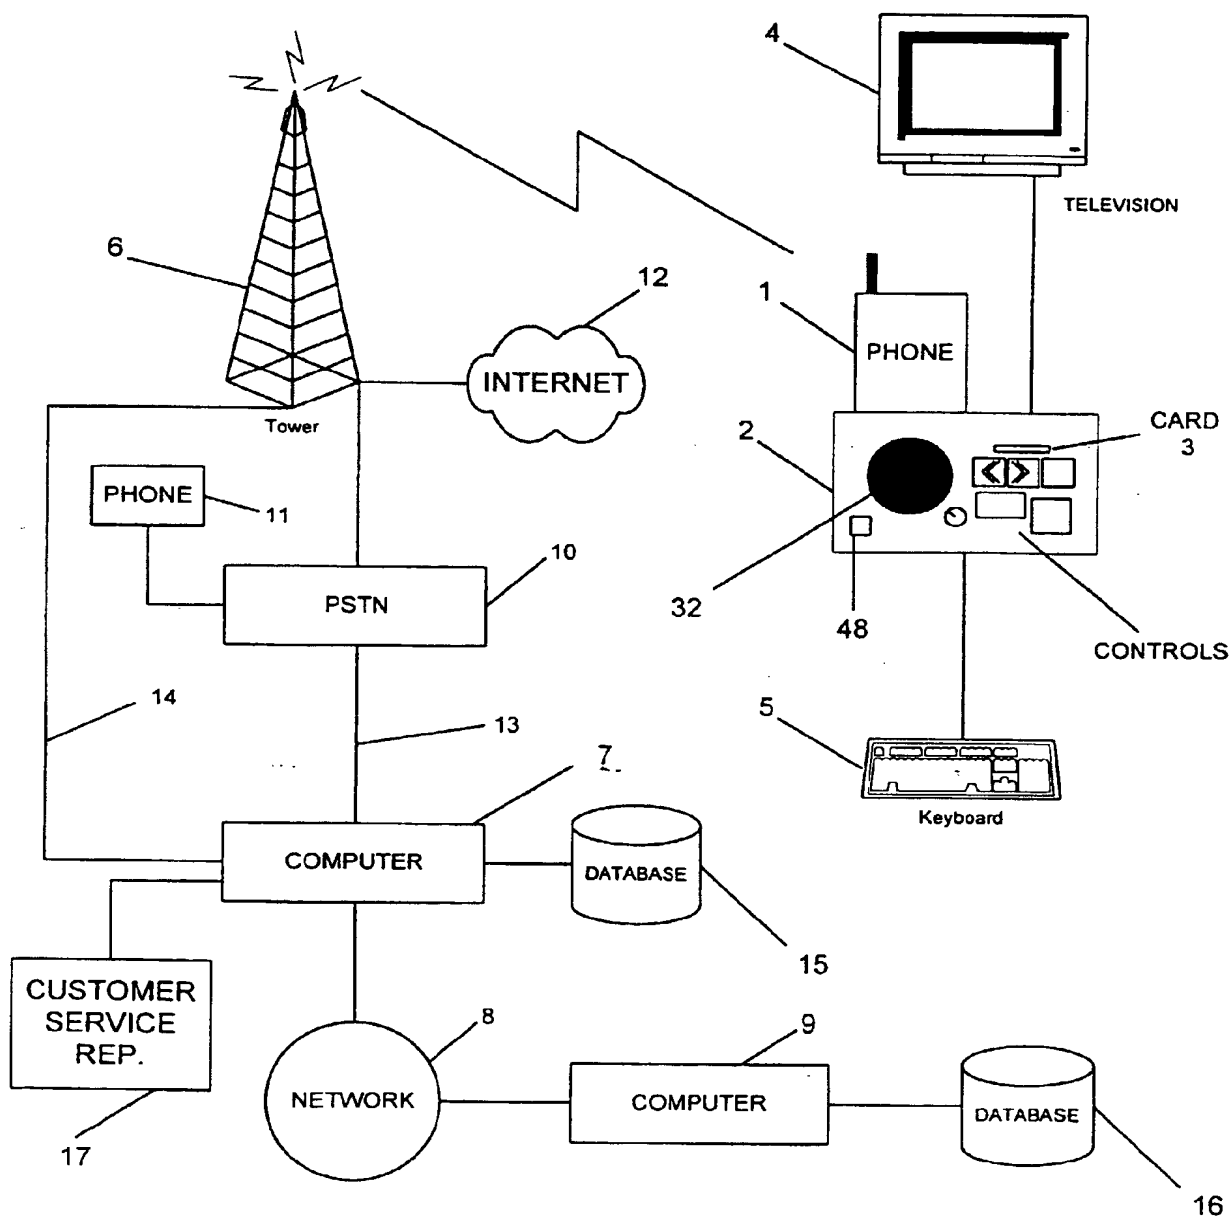 4
TELEVISION
6
12
1
PHONE
INTERNET
Tower
2
CARD
3
PHONE
11
10
PSTN
32
48
CONTROLS
14
13
5
7
Keyboard
COMPUTER
DATABASE
15
CUSTOMER
SERVICE
REP.
8
9
NETWORK
COMPUTER
DATABASE
17
16